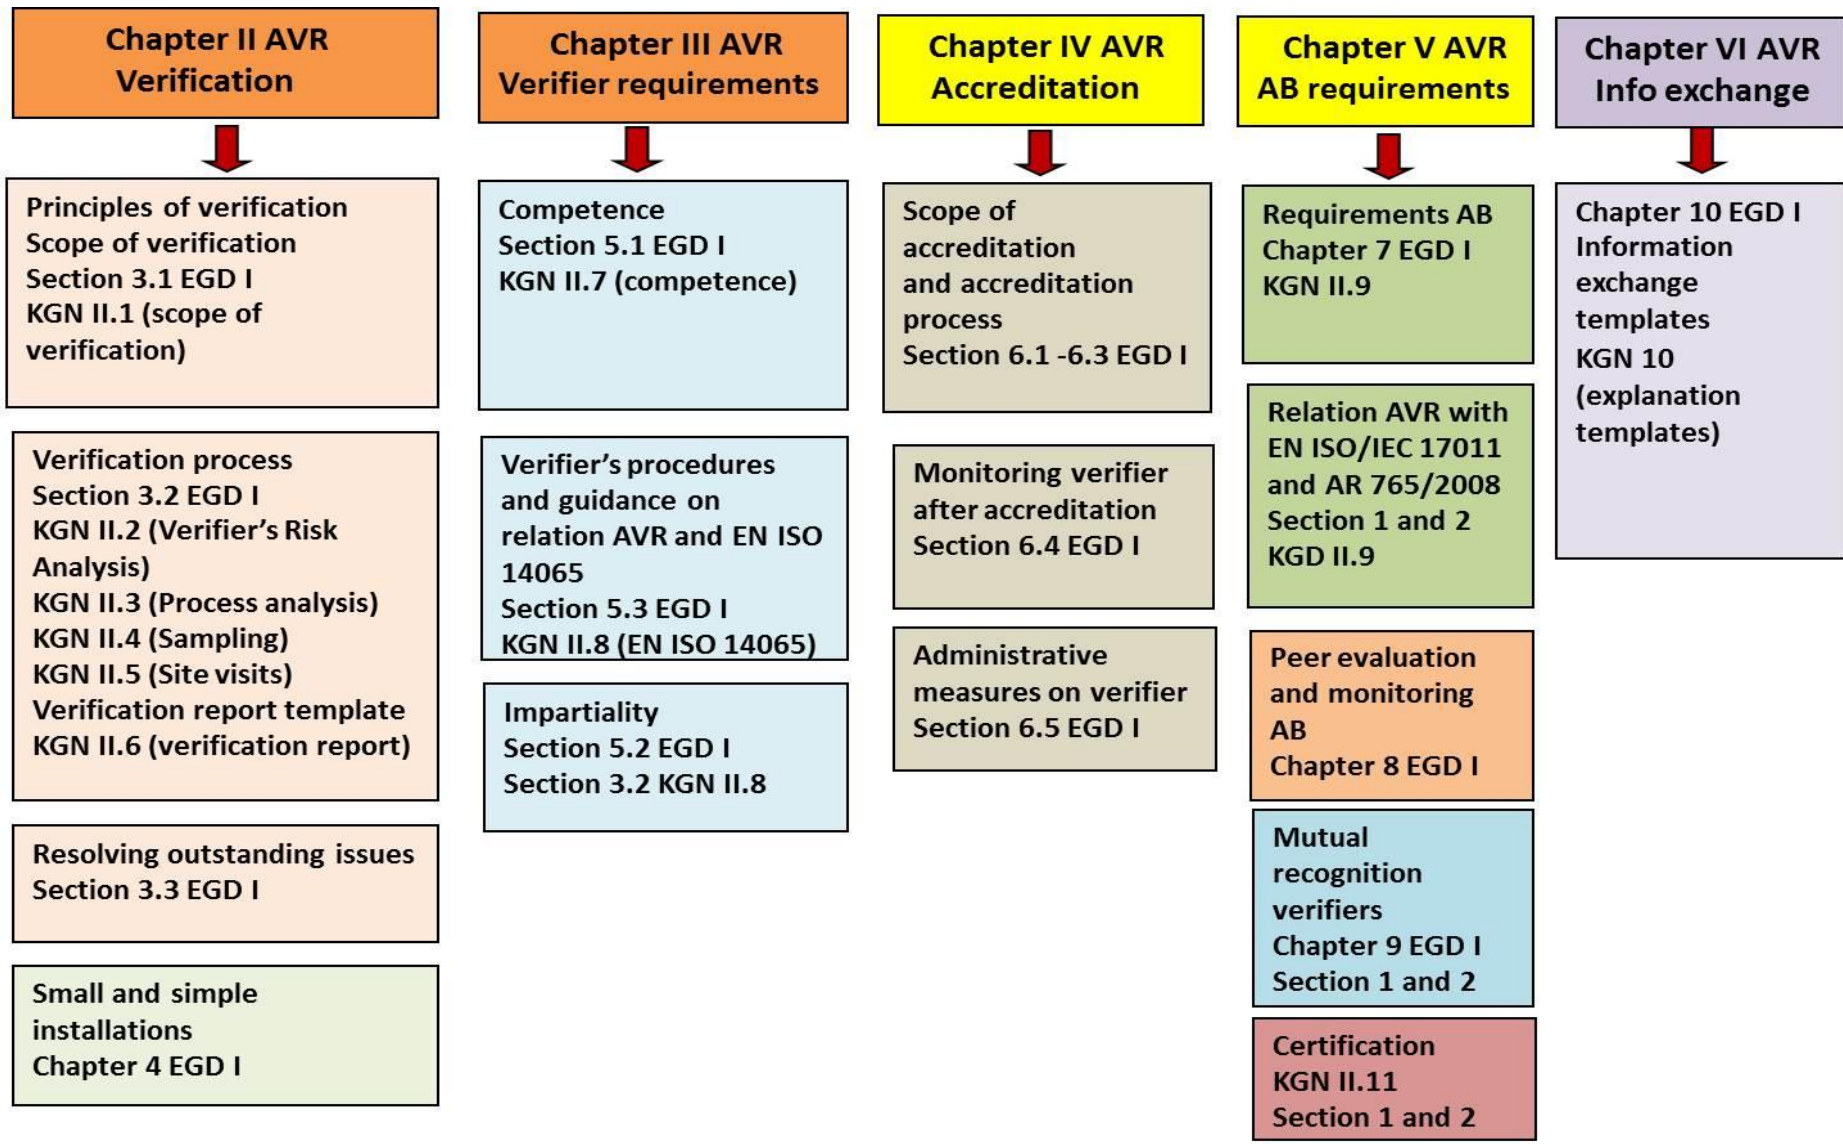 Chapter II AVR
Verification
Principles of verification
Scope of verification
Section 3.1 EGD I
KGN II.1 (scope of
verification)
Verification process
Section 3.2 EGD I
KGN II.2 (Verifier's Risk
Analysis)
KGN II.3 (Process analysis)
KGN II.4 (Sampling)
KGN II.5 (Site visits)
Verification report template
KGN II.6 (verification report)
Resolving outstanding issues
Section 3.3 EGD I
Small and simple
installations
Chapter 4 EGD I
Chapter III AVR
Verifier requirements
Competence
Section 5.1 EGD I
KGN II.7 (competence)
Verifier's procedures
and guidance on
relation AVR and EN ISO
14065
Section 5.3 EGD I
KGN II.8 (EN ISO 14065)
Impartiality
Section 5.2 EGD I
Section 3.2 KGN II.8
Chapter IV AVR
Accreditation
Scope of
accreditation
and accreditation
process
Section 6.1 -6.3 EGD I
Monitoring verifier
after accreditation
Section 6.4 EGD I
Administrative
measures on verifier
Section 6.5 EGD I
Chapter V AVR
AB requirements
Requirements AB
Chapter 7 EGD I
KGN II.9
Relation AVR with
EN ISO/IEC 17011
and AR 765/2008
Section 1 and 2
KGD II.9
Peer evaluation
and monitoring
AB
Chapter 8 EGD I
Mutual
recognition
verifiers
Chapter 9 EGD I
Section 1 and 2
Certification
KGN II.11
Section 1 and 2
Chapter VI AVR
Info exchange
Chapter 10 EGD I
Information
exchange
templates
KGN 10
(explanation
templates)